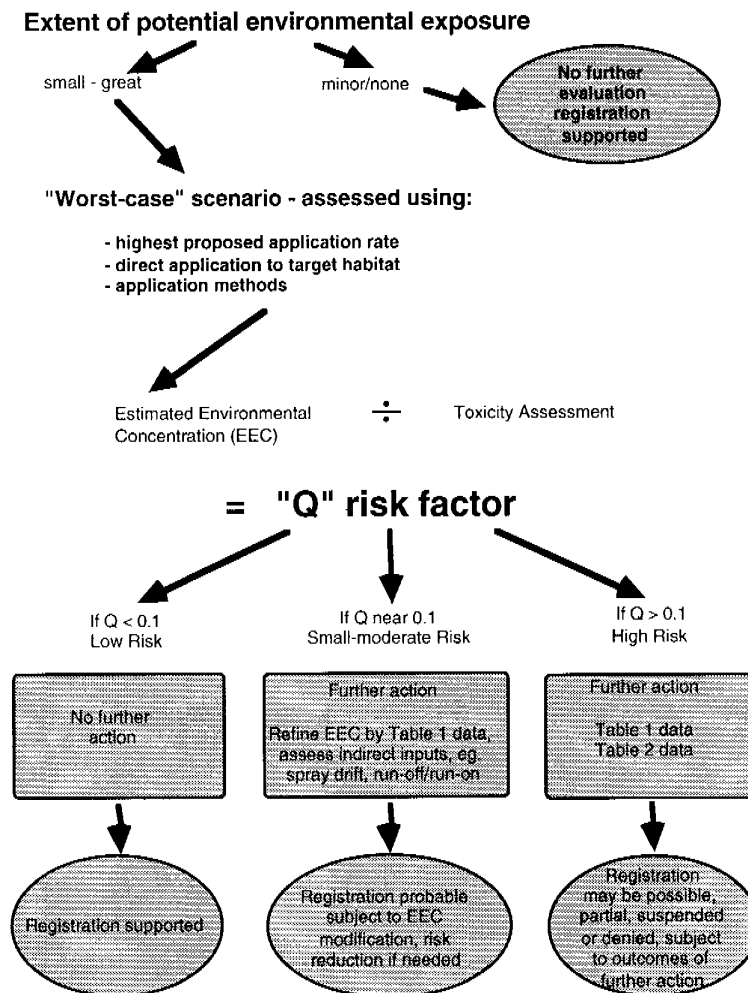 Extent of potential environmental exposure
small - great
minor/none
No further
evaluation
registration
supported
"Worst-case" scenario - assessed using:
- highest proposed application rate
- direct application to target habitat
- application methods
Estimated Environmental
Concentration (EEC)
÷
Toxicity Assessment
= "Q" risk factor
If Q < 0.1
Low Risk
If Q near 0.1
Small-moderate Risk
If Q > 0.1
High Risk
No further
action
Further action
Refine EEC by Table 1 data,
assess indirect inputs, eg.
spray drift, run-off/run-on
Further action
Table 1 data
Table 2 data
Registration supported
Registration probable
subject to EEC
modification, risk
reduction if needed
Registration
may be possible,
partial, suspended
or denied, subject
to outcomes of
further action